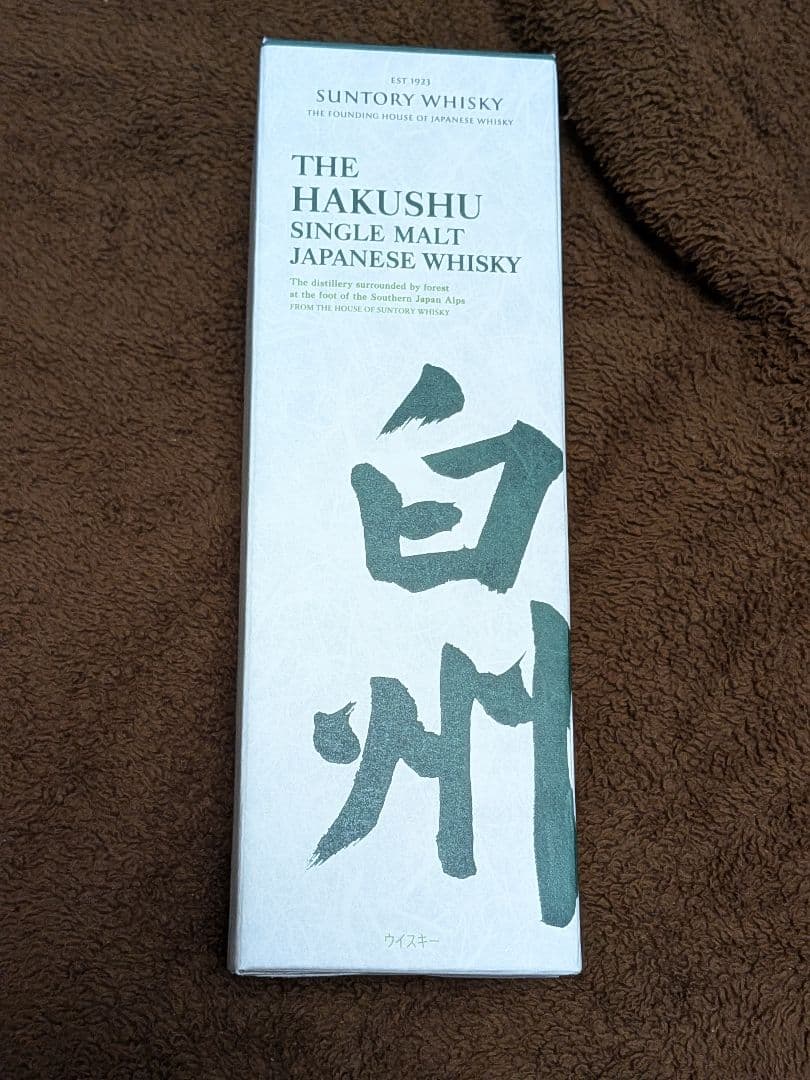 EST 1923
SUNTORY WHISKY
THE FOUNDING HOUSE OF JAPANESE WHISKY
THE
HAKUSHU
SINGLE MALT
JAPANESE WHISKY
The distillery surrounded by forest
at the foot of the Southern Japan Alps
FROM THE HOUSE OF SUNTORY WHISKY
白州
ウイスキー